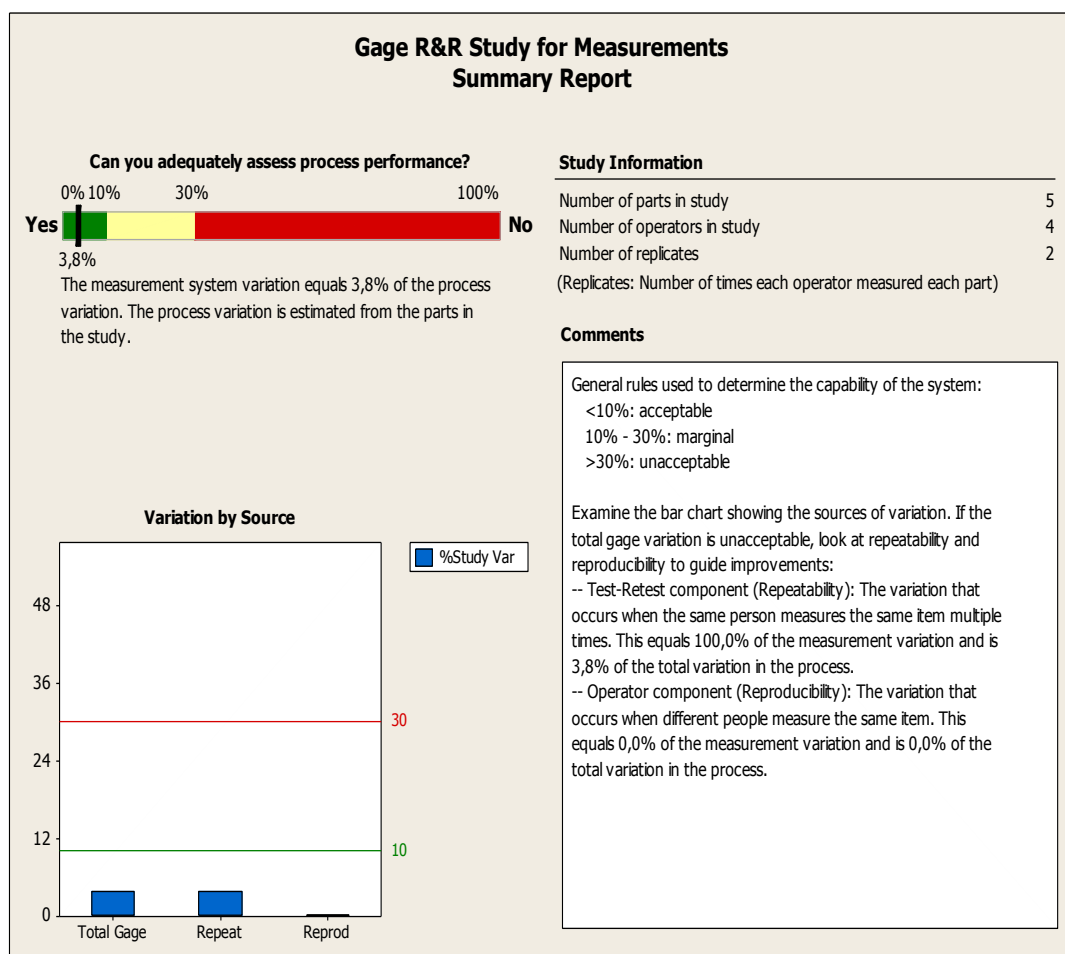 Gage R&R Study for Measurements
Summary Report
Can you adequately assess process performance?
0% 10% 30% 100%
Yes No
3,8%
The measurement system variation equals 3,8% of the process
variation. The process variation is estimated from the parts in
the study.
Study Information
Number of parts in study 5
Number of operators in study 4
Number of replicates 2
(Replicates: Number of times each operator measured each part)
Comments
General rules used to determine the capability of the system:
<10%: acceptable
10% - 30%: marginal
>30%: unacceptable
Examine the bar chart showing the sources of variation. If the
total gage variation is unacceptable, look at repeatability and
reproducibility to guide improvements:
-- Test-Retest component (Repeatability): The variation that
occurs when the same person measures the same item multiple
times. This equals 100,0% of the measurement variation and is
3,8% of the total variation in the process.
-- Operator component (Reproducibility): The variation that
occurs when different people measure the same item. This
equals 0,0% of the measurement variation and is 0,0% of the
total variation in the process.
Variation by Source
%Study Var
48
36
30
24
12
10
0
Total Gage Repeat Reprod